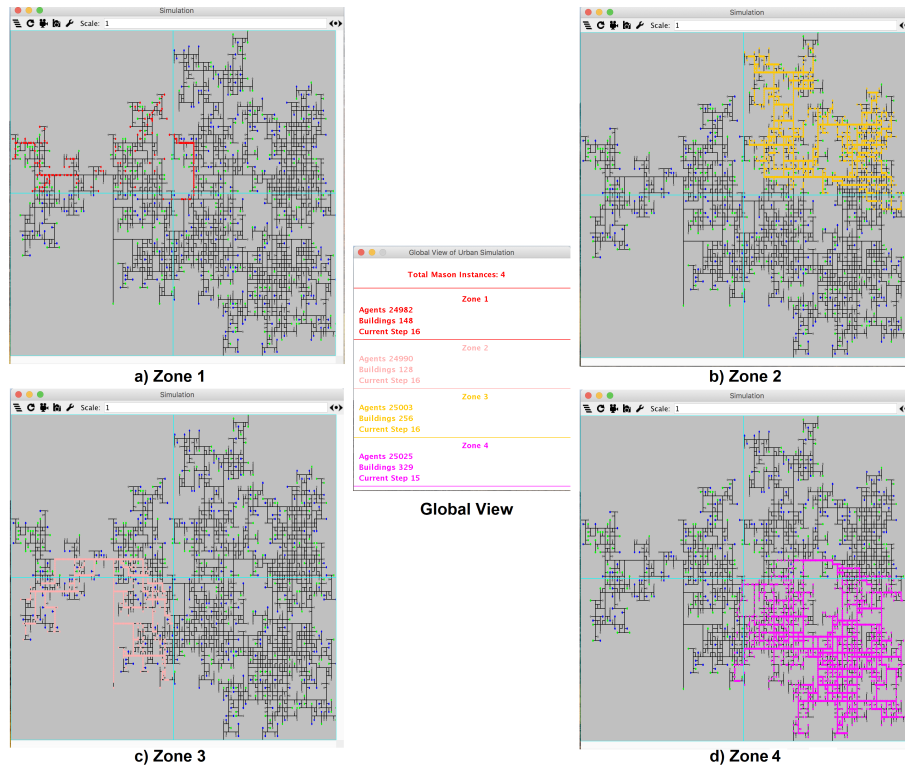 Simulation
Scale: 1
a) Zone 1
Simulation
Scale: 1
b) Zone 2
Global View of Urban Simulation
Total Mason Instances: 4
Zone 1
Agents 24982
Buildings 148
Current Step 16
Zone 2
Agents 24990
Buildings 128
Current Step 16
Zone 3
Agents 25003
Buildings 256
Current Step 16
Zone 4
Agents 25025
Buildings 329
Current Step 15
Global View
Simulation
Scale: 1
c) Zone 3
Simulation
Scale: 1
d) Zone 4